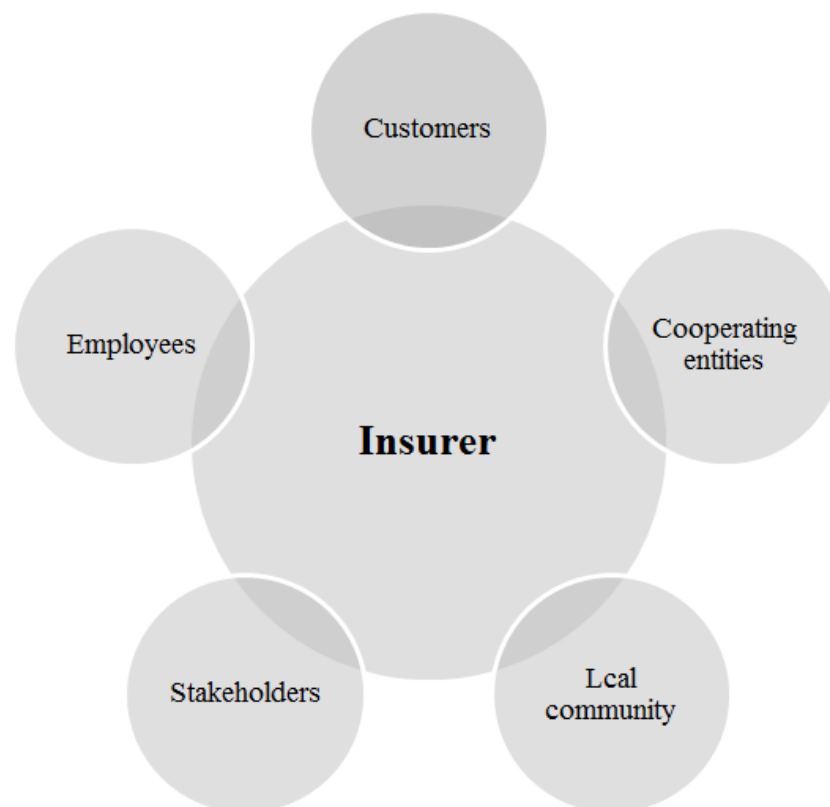 Customers
Employees
Cooperating
entities
Insurer
Stakeholders
Lcal
community